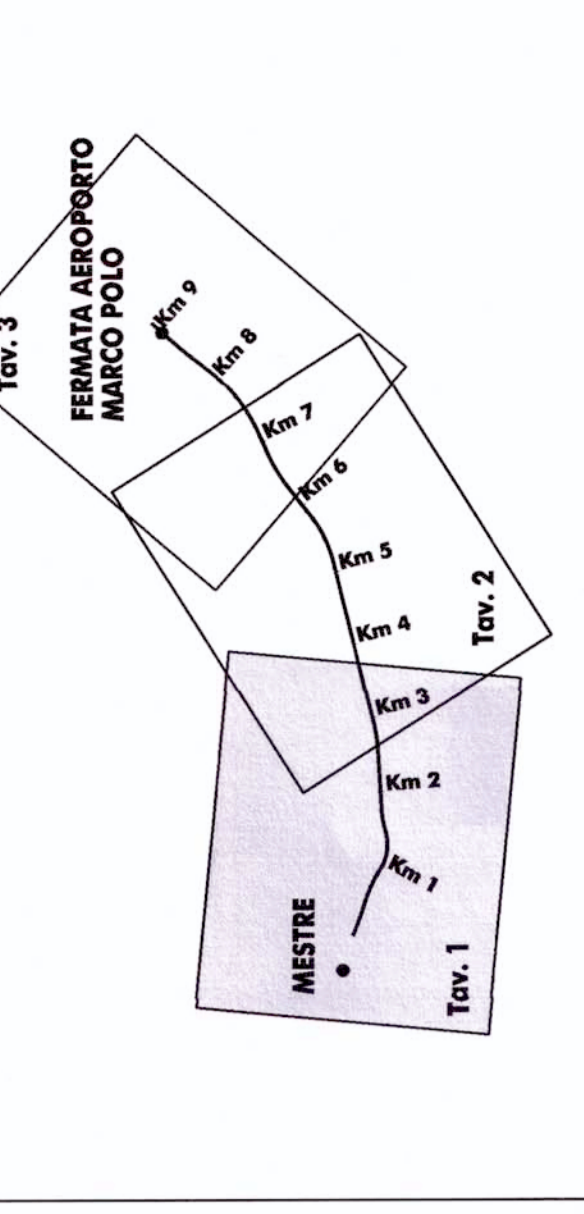 Tav. 3
FERMATA AEROPORTO
MARCO POLO
Km 9
Km 8
Km 7
Km 6
Km 5
Km 4
Tav. 2
Km 3
Km 2
Km 1
MESTRE
Tav. 1